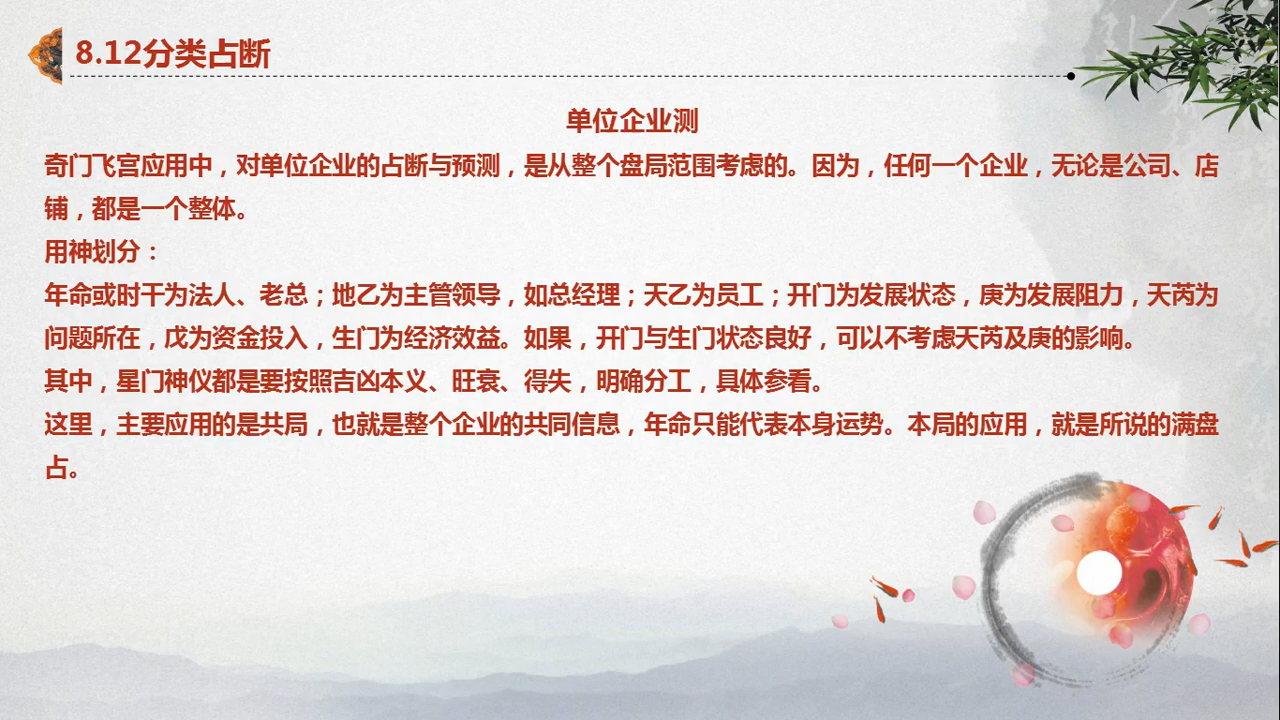 8.12分类占断
单位企业测
奇门飞宫应用中，对单位企业的占断与预测，是从整个盘局范围考虑的。因为，任何一个企业，无论是公司、店
铺，都是一个整体。
用神划分：
年命或时干为法人、老总；地乙为主管领导，如总经理；天乙为员工；开门为发展状态，庚为发展阻力，天芮为
问题所在，戊为资金投入，生门为经济效益。如果，开门与生门状态良好，可以不考虑天芮及庚的影响。
其中，星门神仪都是要按照吉凶本义、旺衰、得失，明确分工，具体参看。
这里，主要应用的是共局，也就是整个企业的共同信息，年命只能代表本身运势。本局的应用，就是所说的满盘
占。